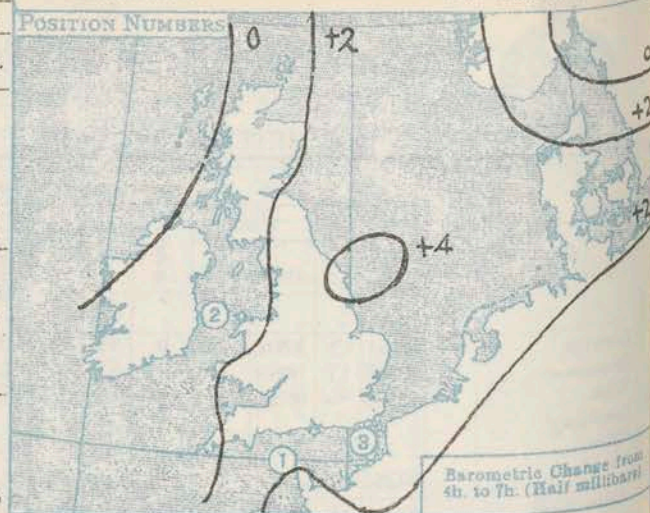 POSITION NUMBERS
0
+2
+2
+2
+4
2
1
3
Barometric Change from
4h. to 7h. (Half millibars)